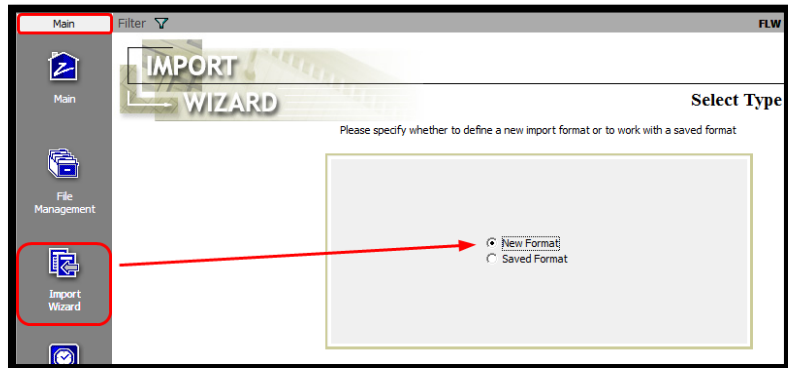 Main
Filter
FLW
Main
IMPORT
WIZARD
Select Type
Please specify whether to define a new import format or to work with a saved format
File
Management
New Format
Saved Format
Import
Wizard